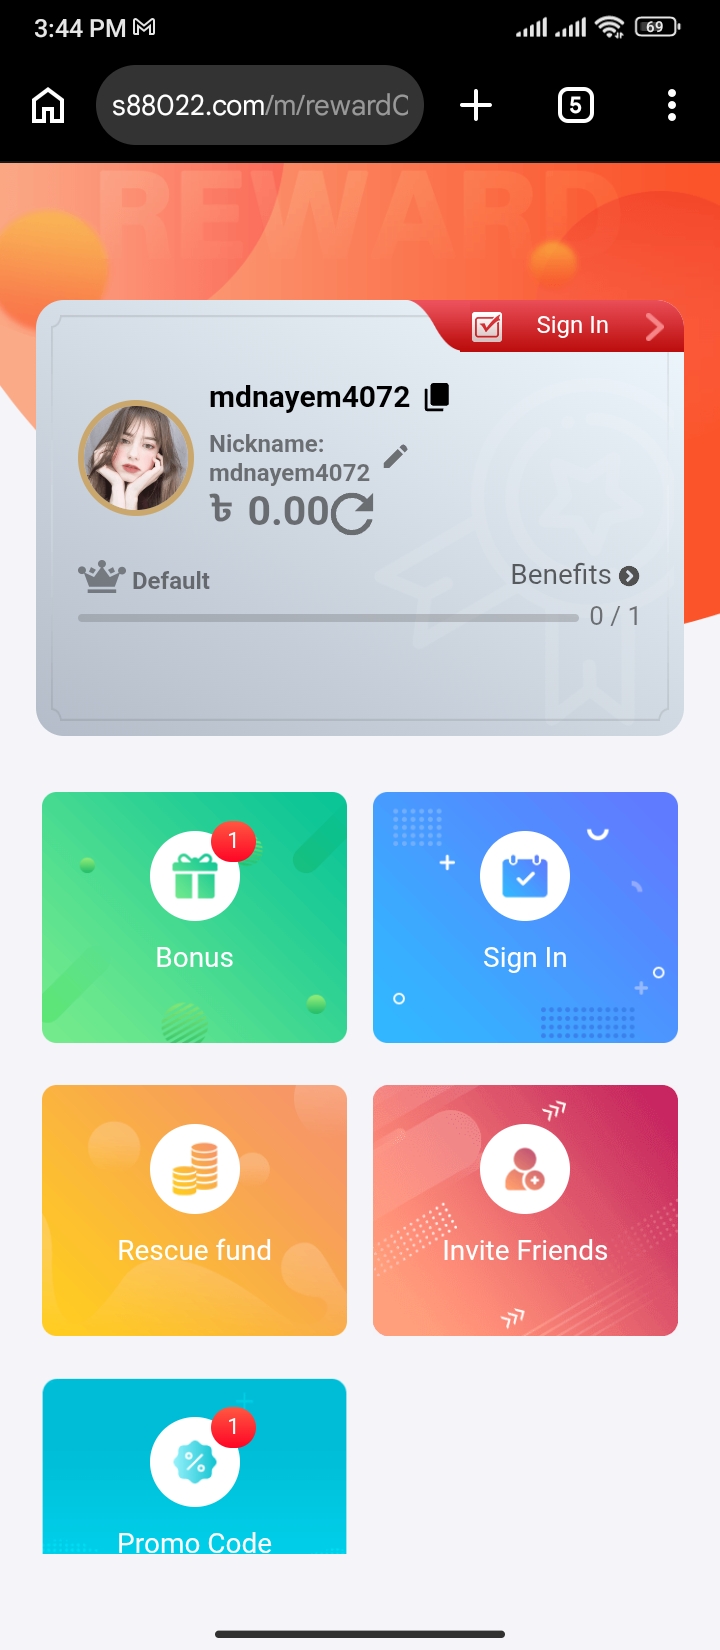 3:44 PM
69
s88022.com/m/rewardC
5
REWARD
Sign In
mdnayem4072
Nickname:
mdnayem4072
৳ 0.00
Default
Benefits
0 / 1
1
Bonus
Sign In
Rescue fund
Invite Friends
1
Promo Code